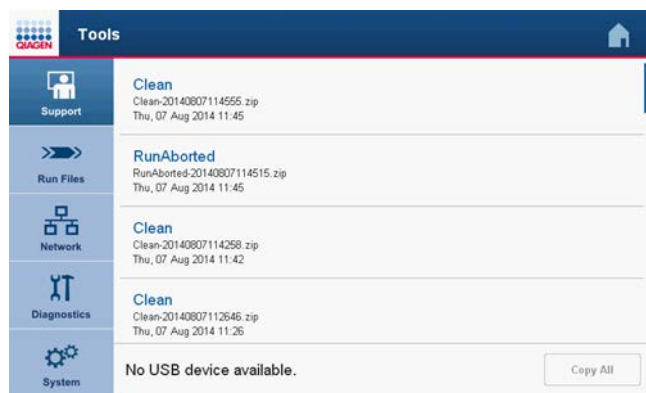 QIAGEN
Tools
Support
Run Files
Network
Diagnostics
System
Clean
Clean-20140807114555.zip
Thu, 07 Aug 2014 11:45
RunAborted
RunAborted-20140807114515.zip
Thu, 07 Aug 2014 11:45
Clean
Clean-20140807114258.zip
Thu, 07 Aug 2014 11:42
Clean
Clean-20140807112646.zip
Thu, 07 Aug 2014 11:26
No USB device available.
Copy All